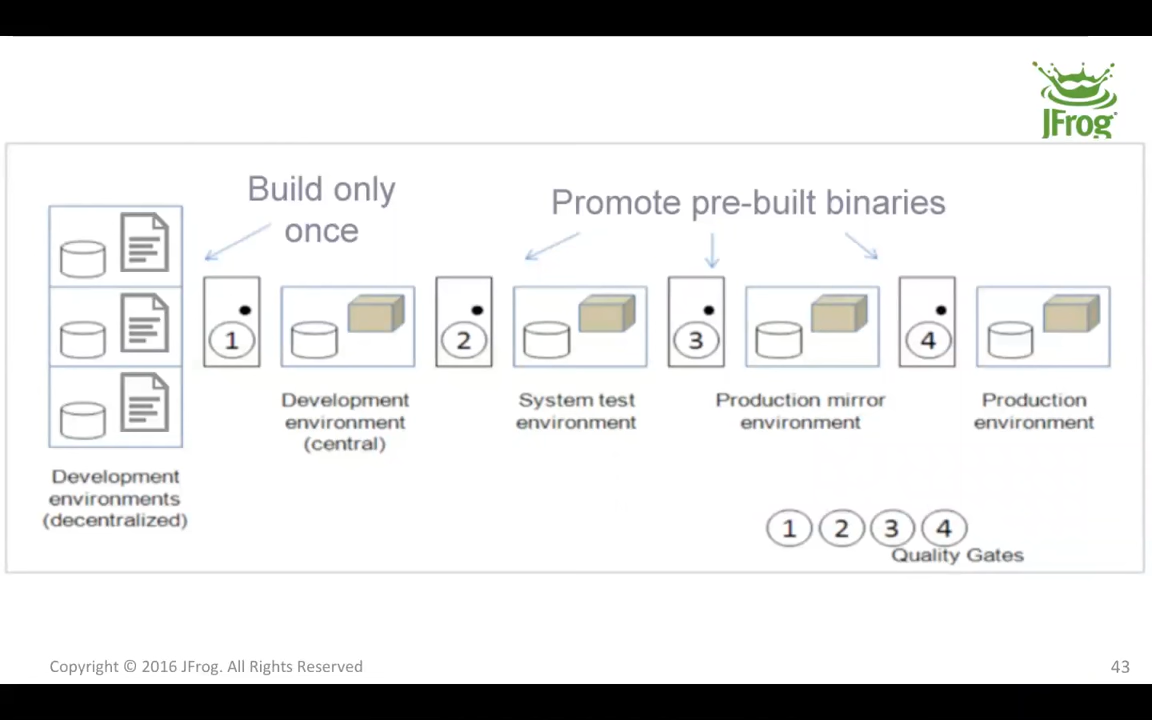 JFrog
Build only
once
Promote pre-built binaries
1
2
3
4
Development
environments
(decentralized)
Development
environment
(central)
System test
environment
Production mirror
environment
Production
environment
1 2 3 4
Quality Gates
Copyright © 2016 JFrog. All Rights Reserved
43